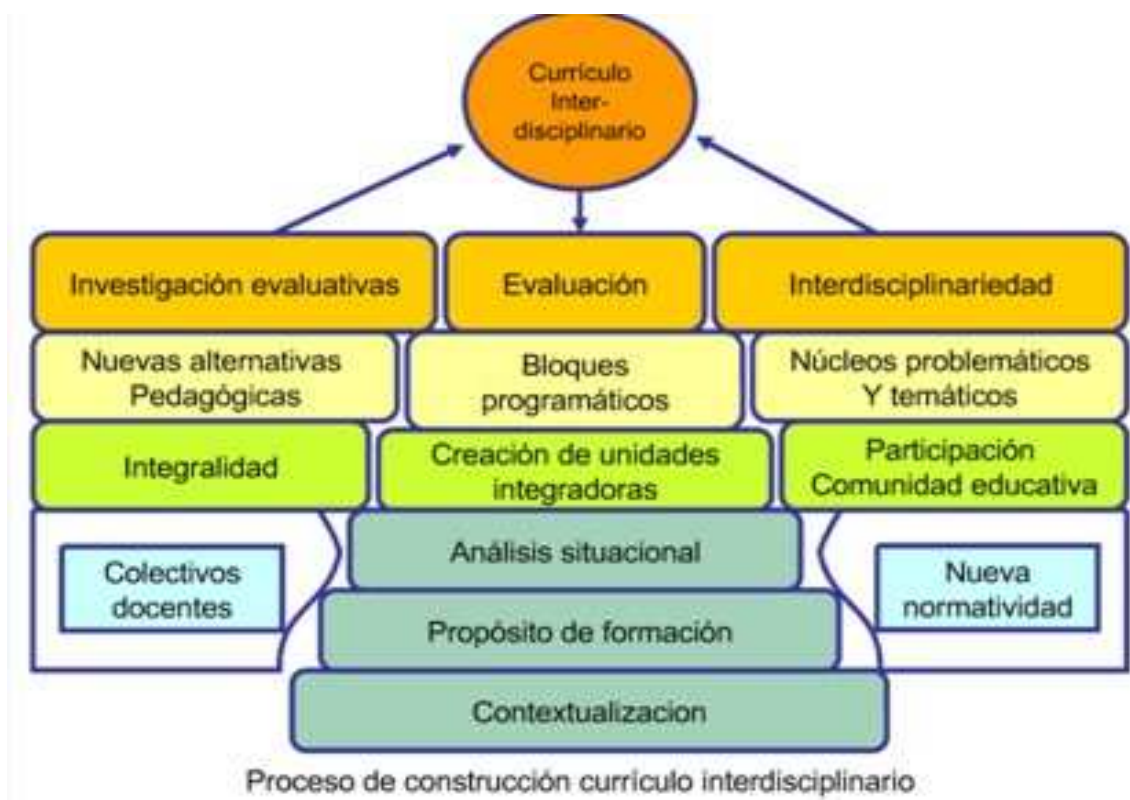 Currículo
Inter-
disciplinario
Investigación evaluativas
Evaluación
Interdisciplinariedad
Nuevas alternativas
Pedagógicas
Bloques
programáticos
Núcleos problemáticos
Y temáticos
Integralidad
Creación de unidades
integradoras
Participación
Comunidad educativa
Colectivos
docentes
Análisis situacional
Nueva
normatividad
Propósito de formación
Contextualizacion
Proceso de construcción currículo interdisciplinario